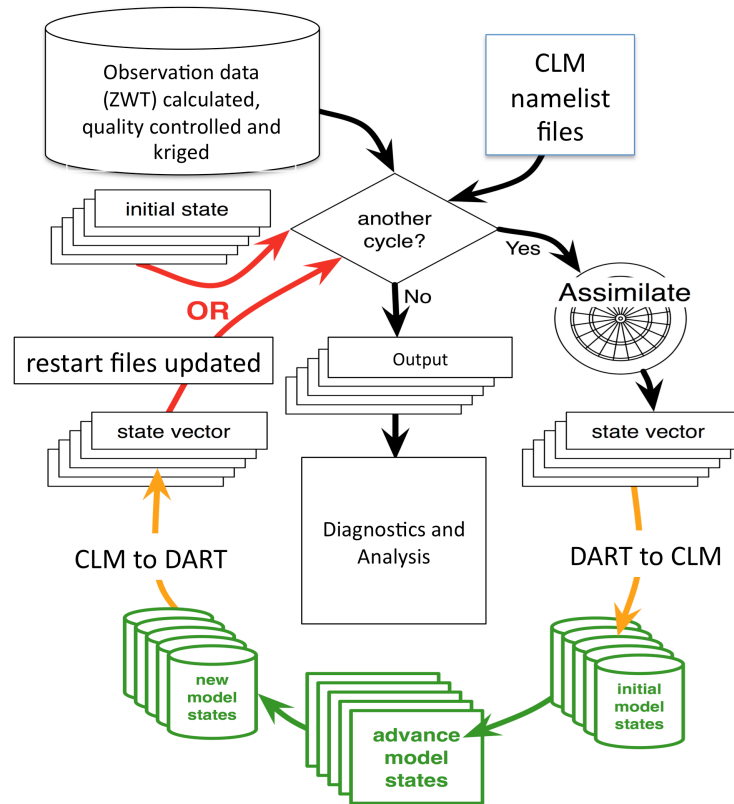 Observation data
(ZWT) calculated,
quality controlled and
kriged
CLM
namelist
files
initial state
another
cycle?
Yes
No
OR
Assimilate
restart files updated
Output
state vector
state vector
Diagnostics and
Analysis
CLM to DART
DART to CLM
new
model
states
initial
model
states
advance
model
states